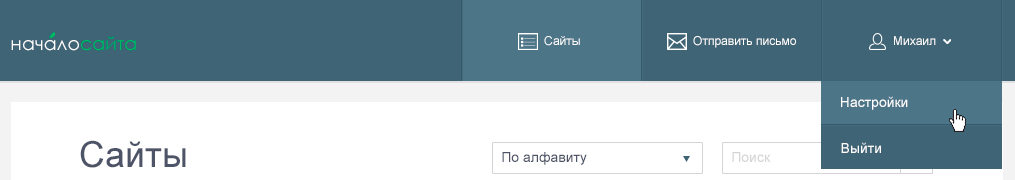 началосайта
Сайты
Отправить письмо
Михаил
Настройки
Выйти
Сайты
По алфавиту
Поиск